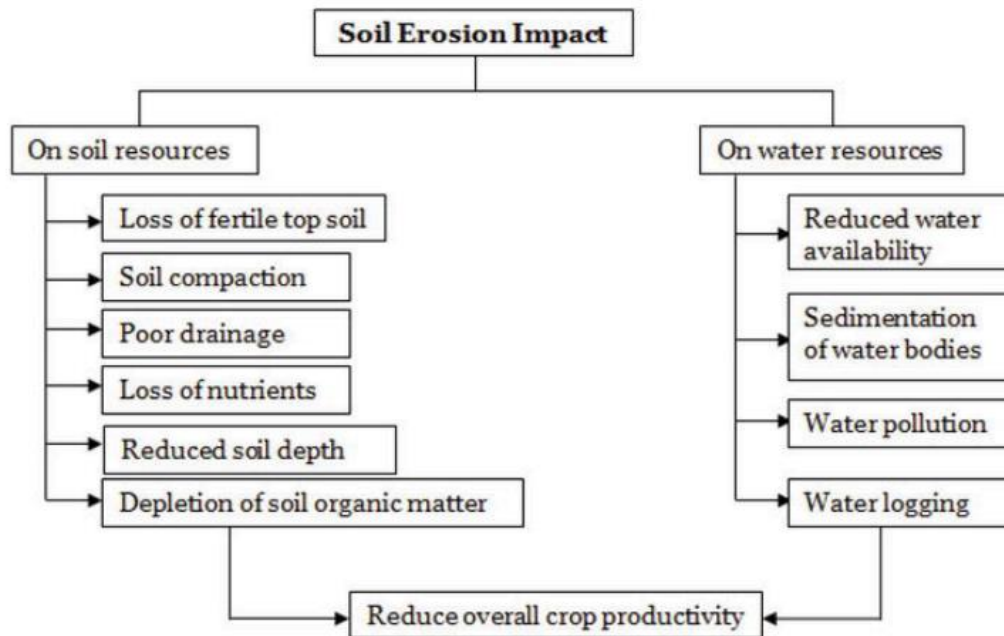 Soil Erosion Impact
On soil resources
Loss of fertile top soil
Soil compaction
Poor drainage
Loss of nutrients
Reduced soil depth
Depletion of soil organic matter
On water resources
Reduced water
availability
Sedimentation
of water bodies
Water pollution
Water logging
Reduce overall crop productivity